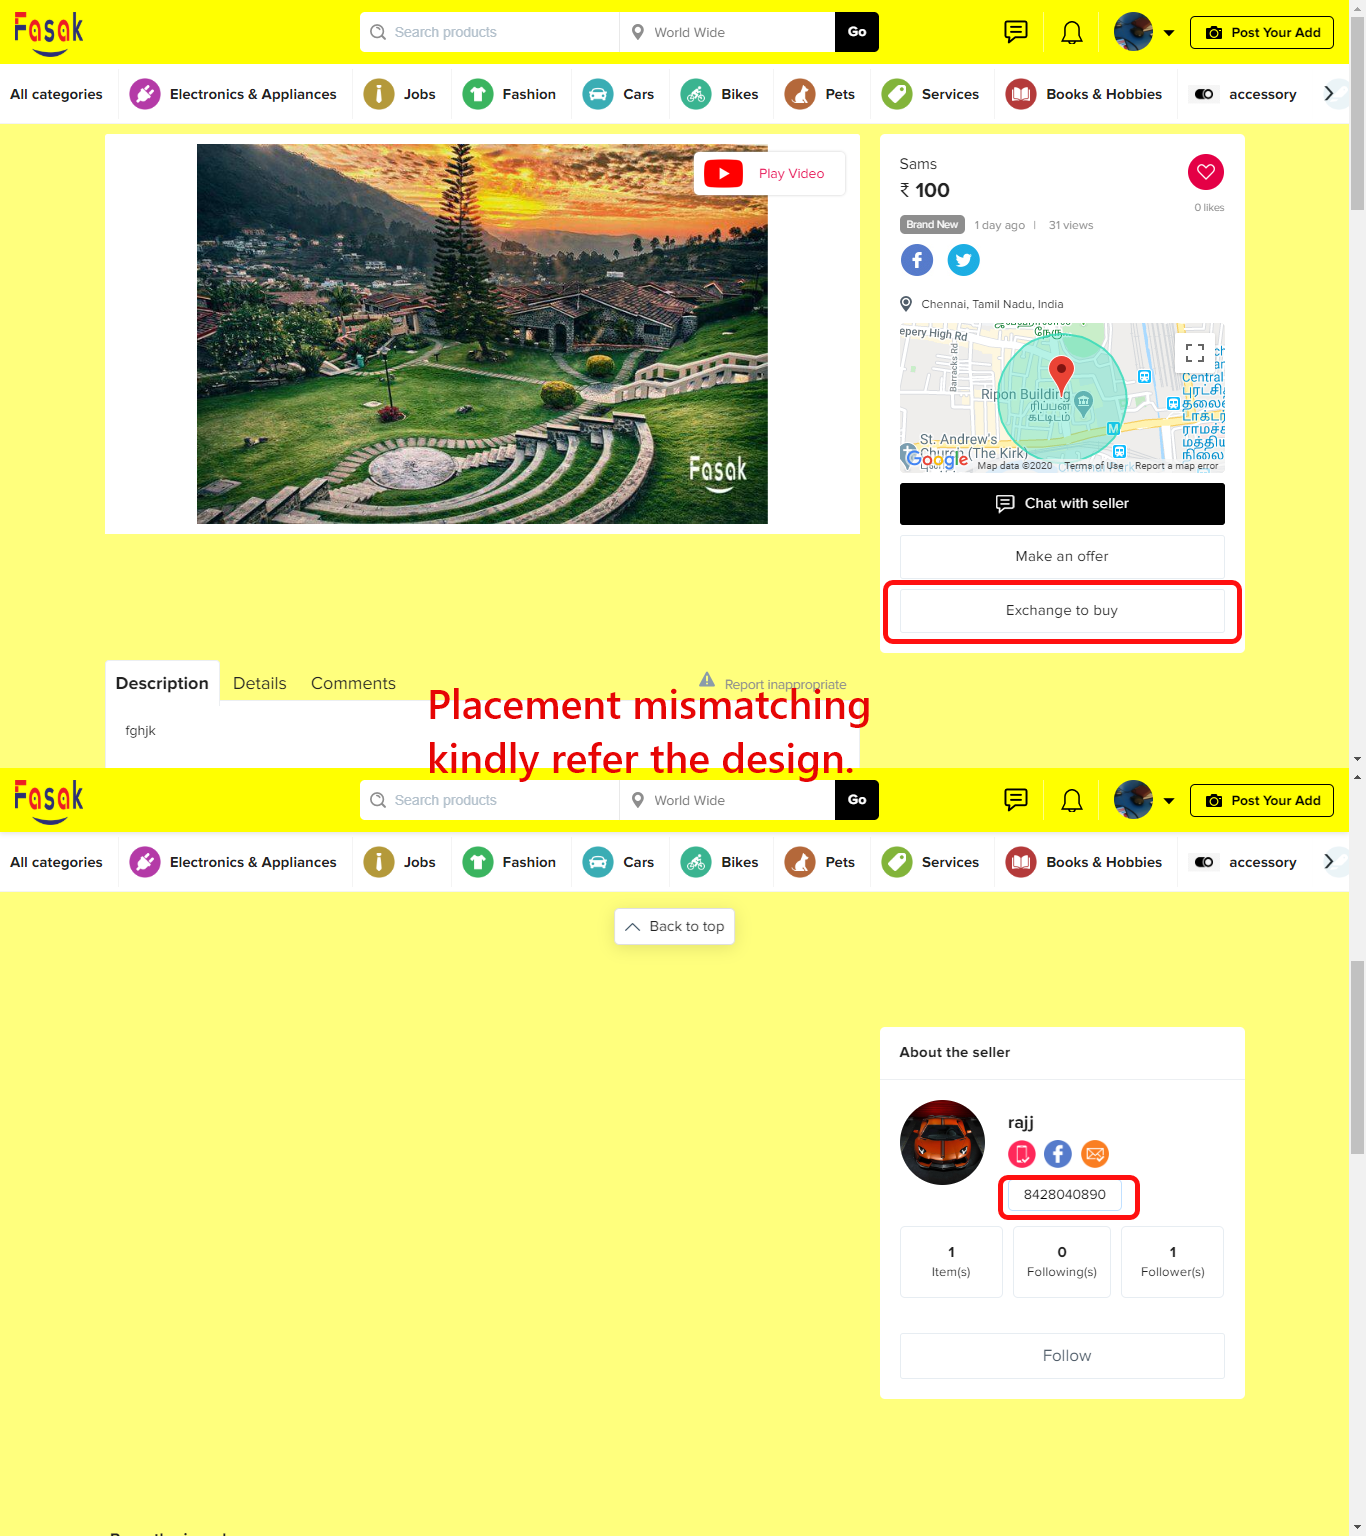 Fasak
Search products
World Wide
Go
Post Your Add
All categories
Electronics & Appliances
Jobs
Fashion
Cars
Bikes
Pets
Services
Books & Hobbies
accessory
Play Video
Fasak
Sams
₹ 100
0 likes
Brand New
1 day ago | 31 views
Chennai, Tamil Nadu, India
epery High Rd
நேரு
Barracks Rd
Ripon Building
ரிப்பன்
கட்டிடம்
Central
M
St. Andrew's
Church (The Kirk)
Google
Map data ©2020
Terms of Use
Report a map error
Chat with seller
Make an offer
Exchange to buy
Description
Details
Comments
Report inappropriate
fghjk
Placement mismatching
kindly refer the design.
Fasak
Search products
World Wide
Go
Post Your Add
All categories
Electronics & Appliances
Jobs
Fashion
Cars
Bikes
Pets
Services
Books & Hobbies
accessory
Back to top
About the seller
rajj
8428040890
1
Item(s)
0
Following(s)
1
Follower(s)
Follow